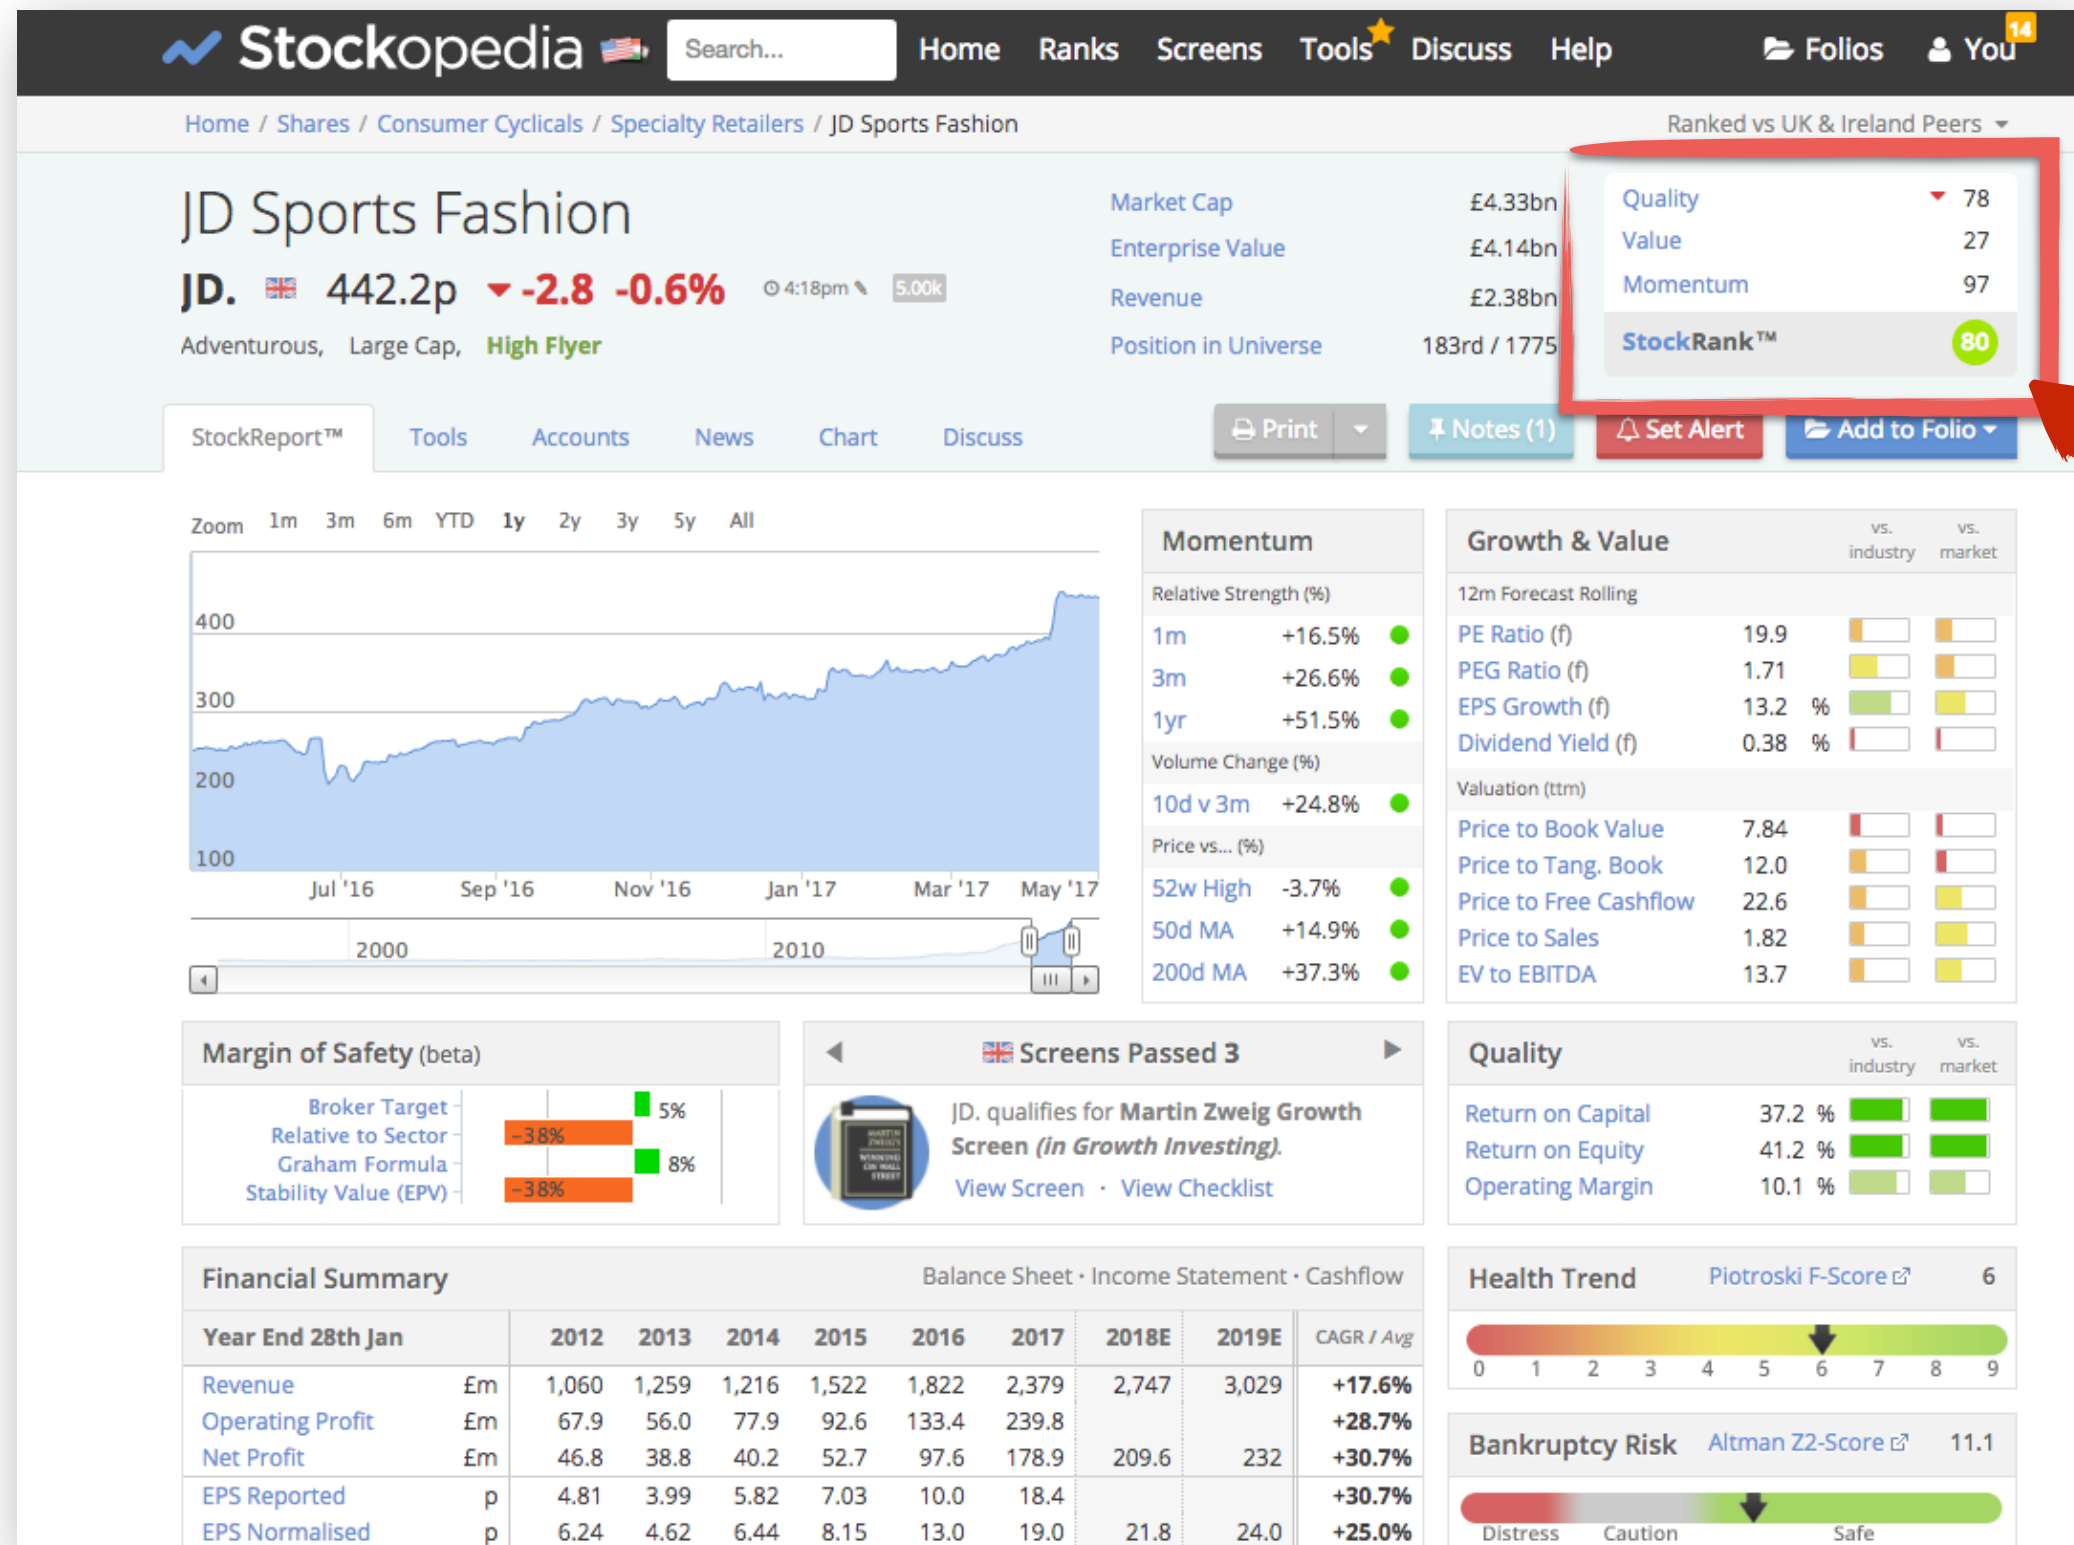 Stockopedia Search... Home Ranks Screens Tools Discuss Help Folios You 14
Home / Shares / Consumer Cyclicals / Specialty Retailers / JD Sports Fashion
Ranked vs UK & Ireland Peers
JD Sports Fashion
JD. 442.2p -2.8 -0.6% 4:18pm 5.00k
Adventurous, Large Cap, High Flyer
Market Cap £4.33bn
Enterprise Value £4.14bn
Revenue £2.38bn
Position in Universe 183rd / 1775
Quality 78
Value 27
Momentum 97
StockRank™ 80
StockReport™ Tools Accounts News Chart Discuss
Print Notes (1) Set Alert Add to Folio
Zoom 1m 3m 6m YTD 1y 2y 3y 5y All
400
300
200
100
Jul '16 Sep '16 Nov '16 Jan '17 Mar '17 May '17
2000 2010
Momentum
Relative Strength (%)
1m +16.5%
3m +26.6%
1yr +51.5%
Volume Change (%)
10d v 3m +24.8%
Price vs... (%)
52w High -3.7%
50d MA +14.9%
200d MA +37.3%
Growth & Value vs. industry vs. market
12m Forecast Rolling
PE Ratio (f) 19.9
PEG Ratio (f) 1.71
EPS Growth (f) 13.2 %
Dividend Yield (f) 0.38 %
Valuation (ttm)
Price to Book Value 7.84
Price to Tang. Book 12.0
Price to Free Cashflow 22.6
Price to Sales 1.82
EV to EBITDA 13.7
Margin of Safety (beta)
Broker Target 5%
Relative to Sector -38%
Graham Formula 8%
Stability Value (EPV) -38%
Screens Passed 3
MARTIN
ZWEIG'S
WINNING
ON WALL
STREET
JD. qualifies for Martin Zweig Growth
Screen (in Growth Investing).
View Screen · View Checklist
Quality vs. industry vs. market
Return on Capital 37.2 %
Return on Equity 41.2 %
Operating Margin 10.1 %
Financial Summary Balance Sheet · Income Statement · Cashflow
Year End 28th Jan 2012 2013 2014 2015 2016 2017 2018E 2019E CAGR / Avg
Revenue £m 1,060 1,259 1,216 1,522 1,822 2,379 2,747 3,029 +17.6%
Operating Profit £m 67.9 56.0 77.9 92.6 133.4 239.8 +28.7%
Net Profit £m 46.8 38.8 40.2 52.7 97.6 178.9 209.6 232 +30.7%
EPS Reported p 4.81 3.99 5.82 7.03 10.0 18.4 +30.7%
EPS Normalised p 6.24 4.62 6.44 8.15 13.0 19.0 21.8 24.0 +25.0%
Health Trend Piotroski F-Score 6
0 1 2 3 4 5 6 7 8 9
Bankruptcy Risk Altman Z2-Score 11.1
Distress Caution Safe